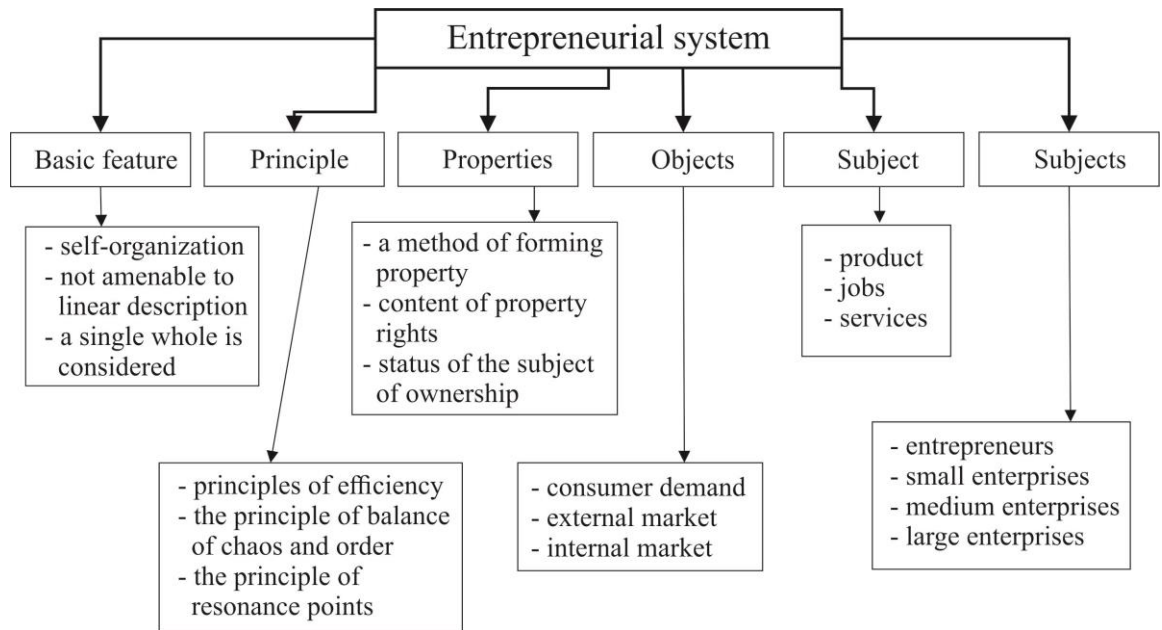 Entrepreneurial system
Basic feature
Principle
Properties
Objects
Subject
Subjects
- self-organization
- not amenable to
linear description
- a single whole is
considered
- a method of forming
property
- content of property
rights
- status of the subject
of ownership
- product
- jobs
- services
- principles of efficiency
- the principle of balance
of chaos and order
- the principle of
resonance points
- consumer demand
- external market
- internal market
- entrepreneurs
- small enterprises
- medium enterprises
- large enterprises